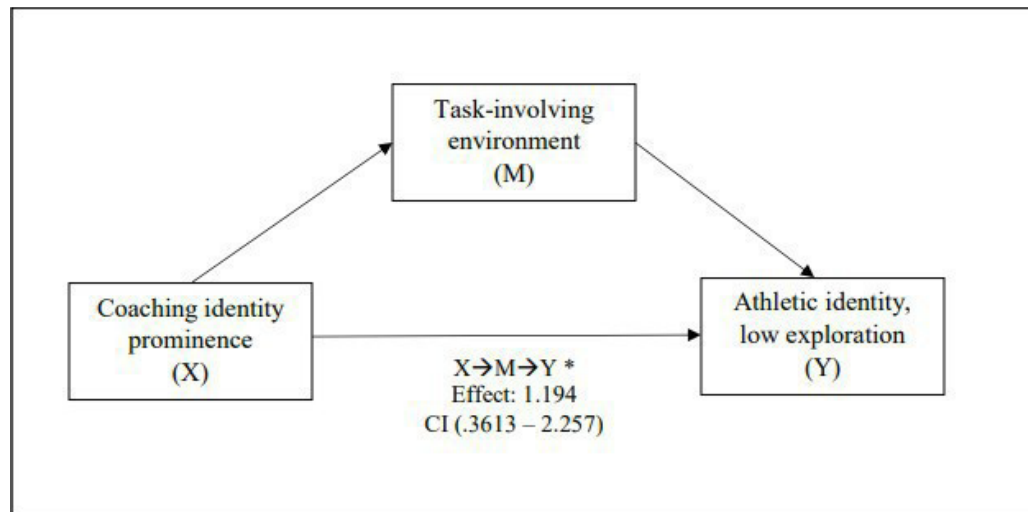 Task-involving
environment
(M)
Coaching identity
prominence
(X)
Athletic identity,
low exploration
(Y)
X→M→Y *
Effect: 1.194
CI (.3613 – 2.257)